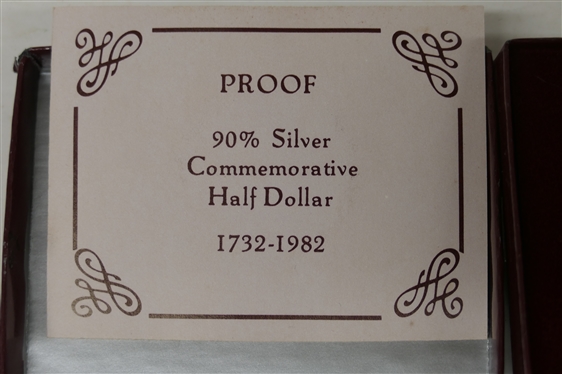 PROOF
90% Silver
Commemorative
Half Dollar
1732-1982